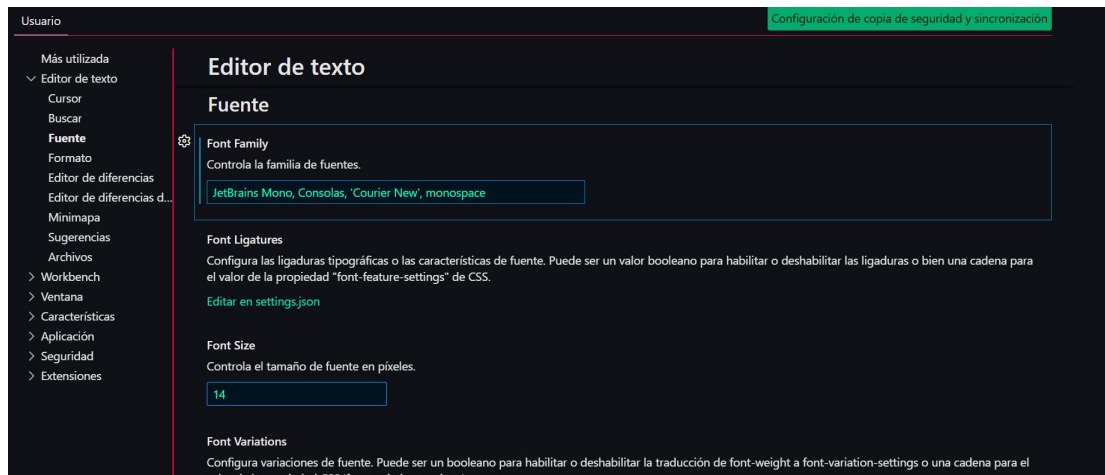 Usuario
Configuración de copia de seguridad y sincronización
Más utilizada
Editor de texto
Cursor
Buscar
Fuente
Formato
Editor de diferencias
Editor de diferencias d...
Minimapa
Sugerencias
Archivos
Workbench
Ventana
Características
Aplicación
Seguridad
Extensiones
Editor de texto
Fuente
Font Family
Controla la familia de fuentes.
JetBrains Mono, Consolas, 'Courier New', monospace
Font Ligatures
Configura las ligaduras tipográficas o las características de fuente. Puede ser un valor booleano para habilitar o deshabilitar las ligaduras o bien una cadena para
el valor de la propiedad "font-feature-settings" de CSS.
Editar en settings.json
Font Size
Controla el tamaño de fuente en píxeles.
14
Font Variations
Configura variaciones de fuente. Puede ser un booleano para habilitar o deshabilitar la traducción de font-weight a font-variation-settings o una cadena para el